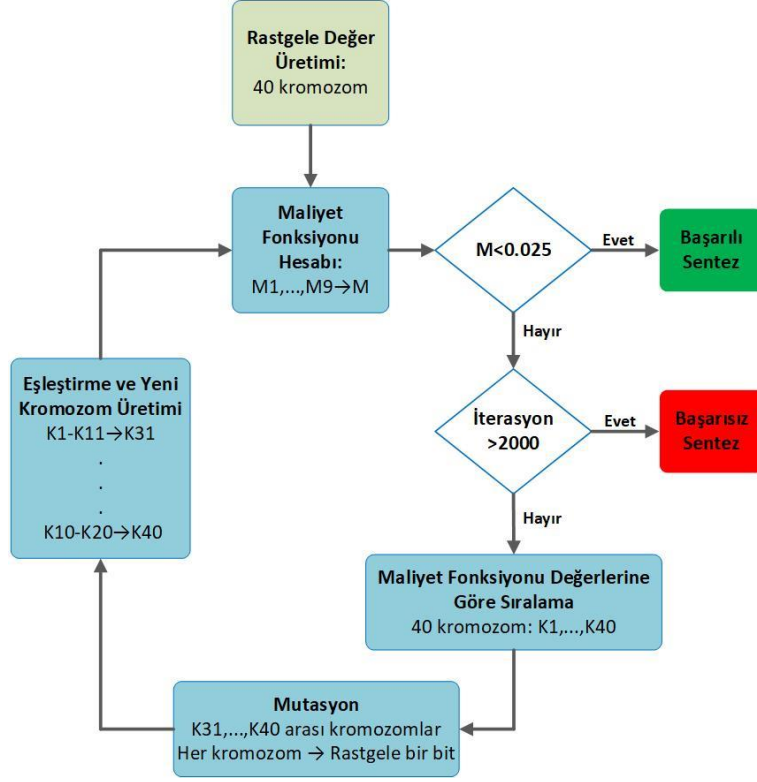 Rastgele Değer
Üretimi:
40 kromozom
Maliyet
Fonksiyonu
Hesabı:
M1,...,M9→M
M<0.025
Evet
Başarılı
Sentez
Hayır
İterasyon
>2000
Evet
Başarısız
Sentez
Hayır
Maliyet Fonksiyonu Değerlerine
Göre Sıralama
40 kromozom: K1,...,K40
Mutasyon
K31,...,K40 arası kromozomlar
Her kromozom → Rastgele bir bit
Eşleştirme ve Yeni
Kromozom Üretimi
K1-K11→K31
.
.
.
K10-K20→K40